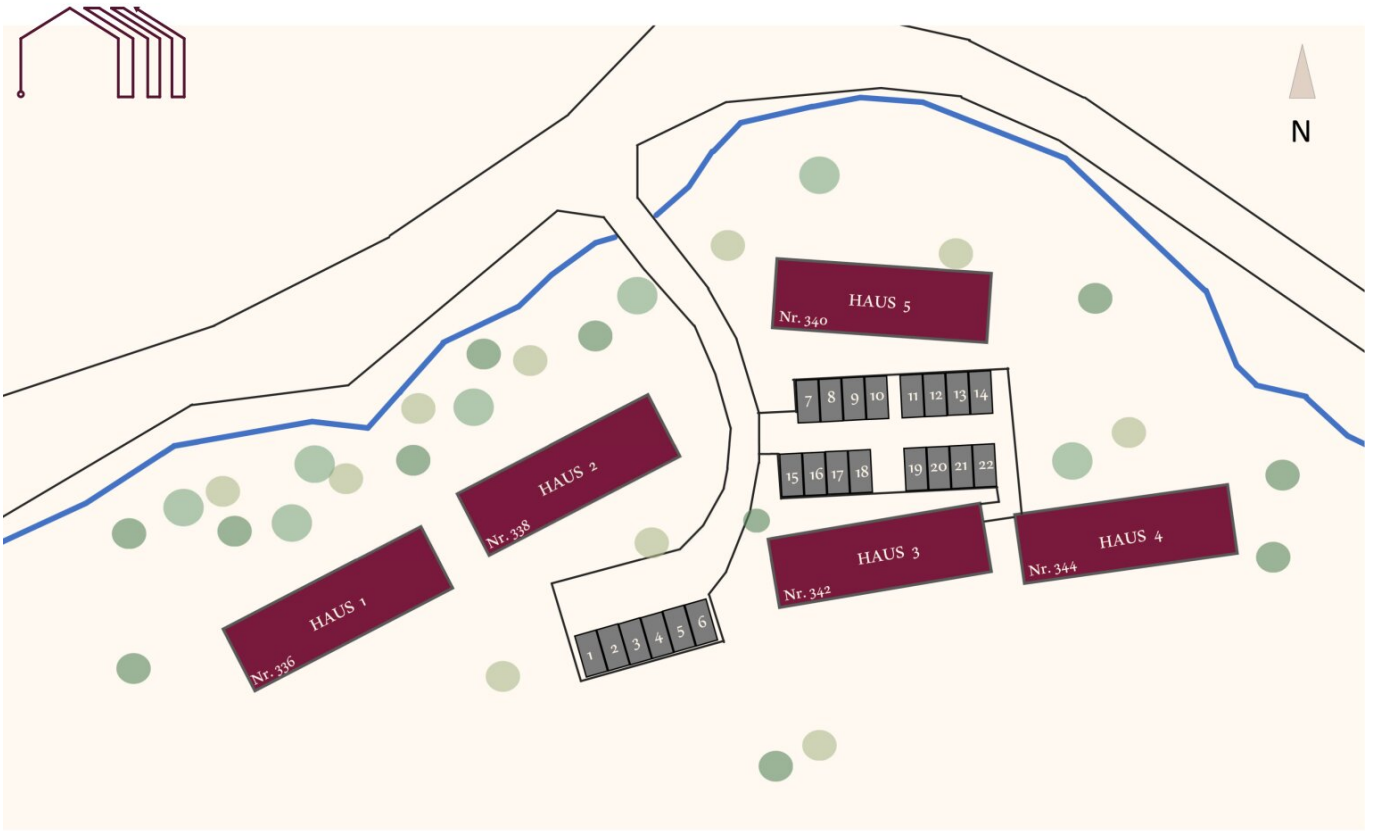 N
HAUS 5
Nr. 340
7 8 9 10 11 12 13 14
HAUS 2
Nr. 338
15 16 17 18 19 20 21 22
HAUS 3
Nr. 342
HAUS 4
Nr. 344
HAUS 1
Nr. 336
1 2 3 4 5 6